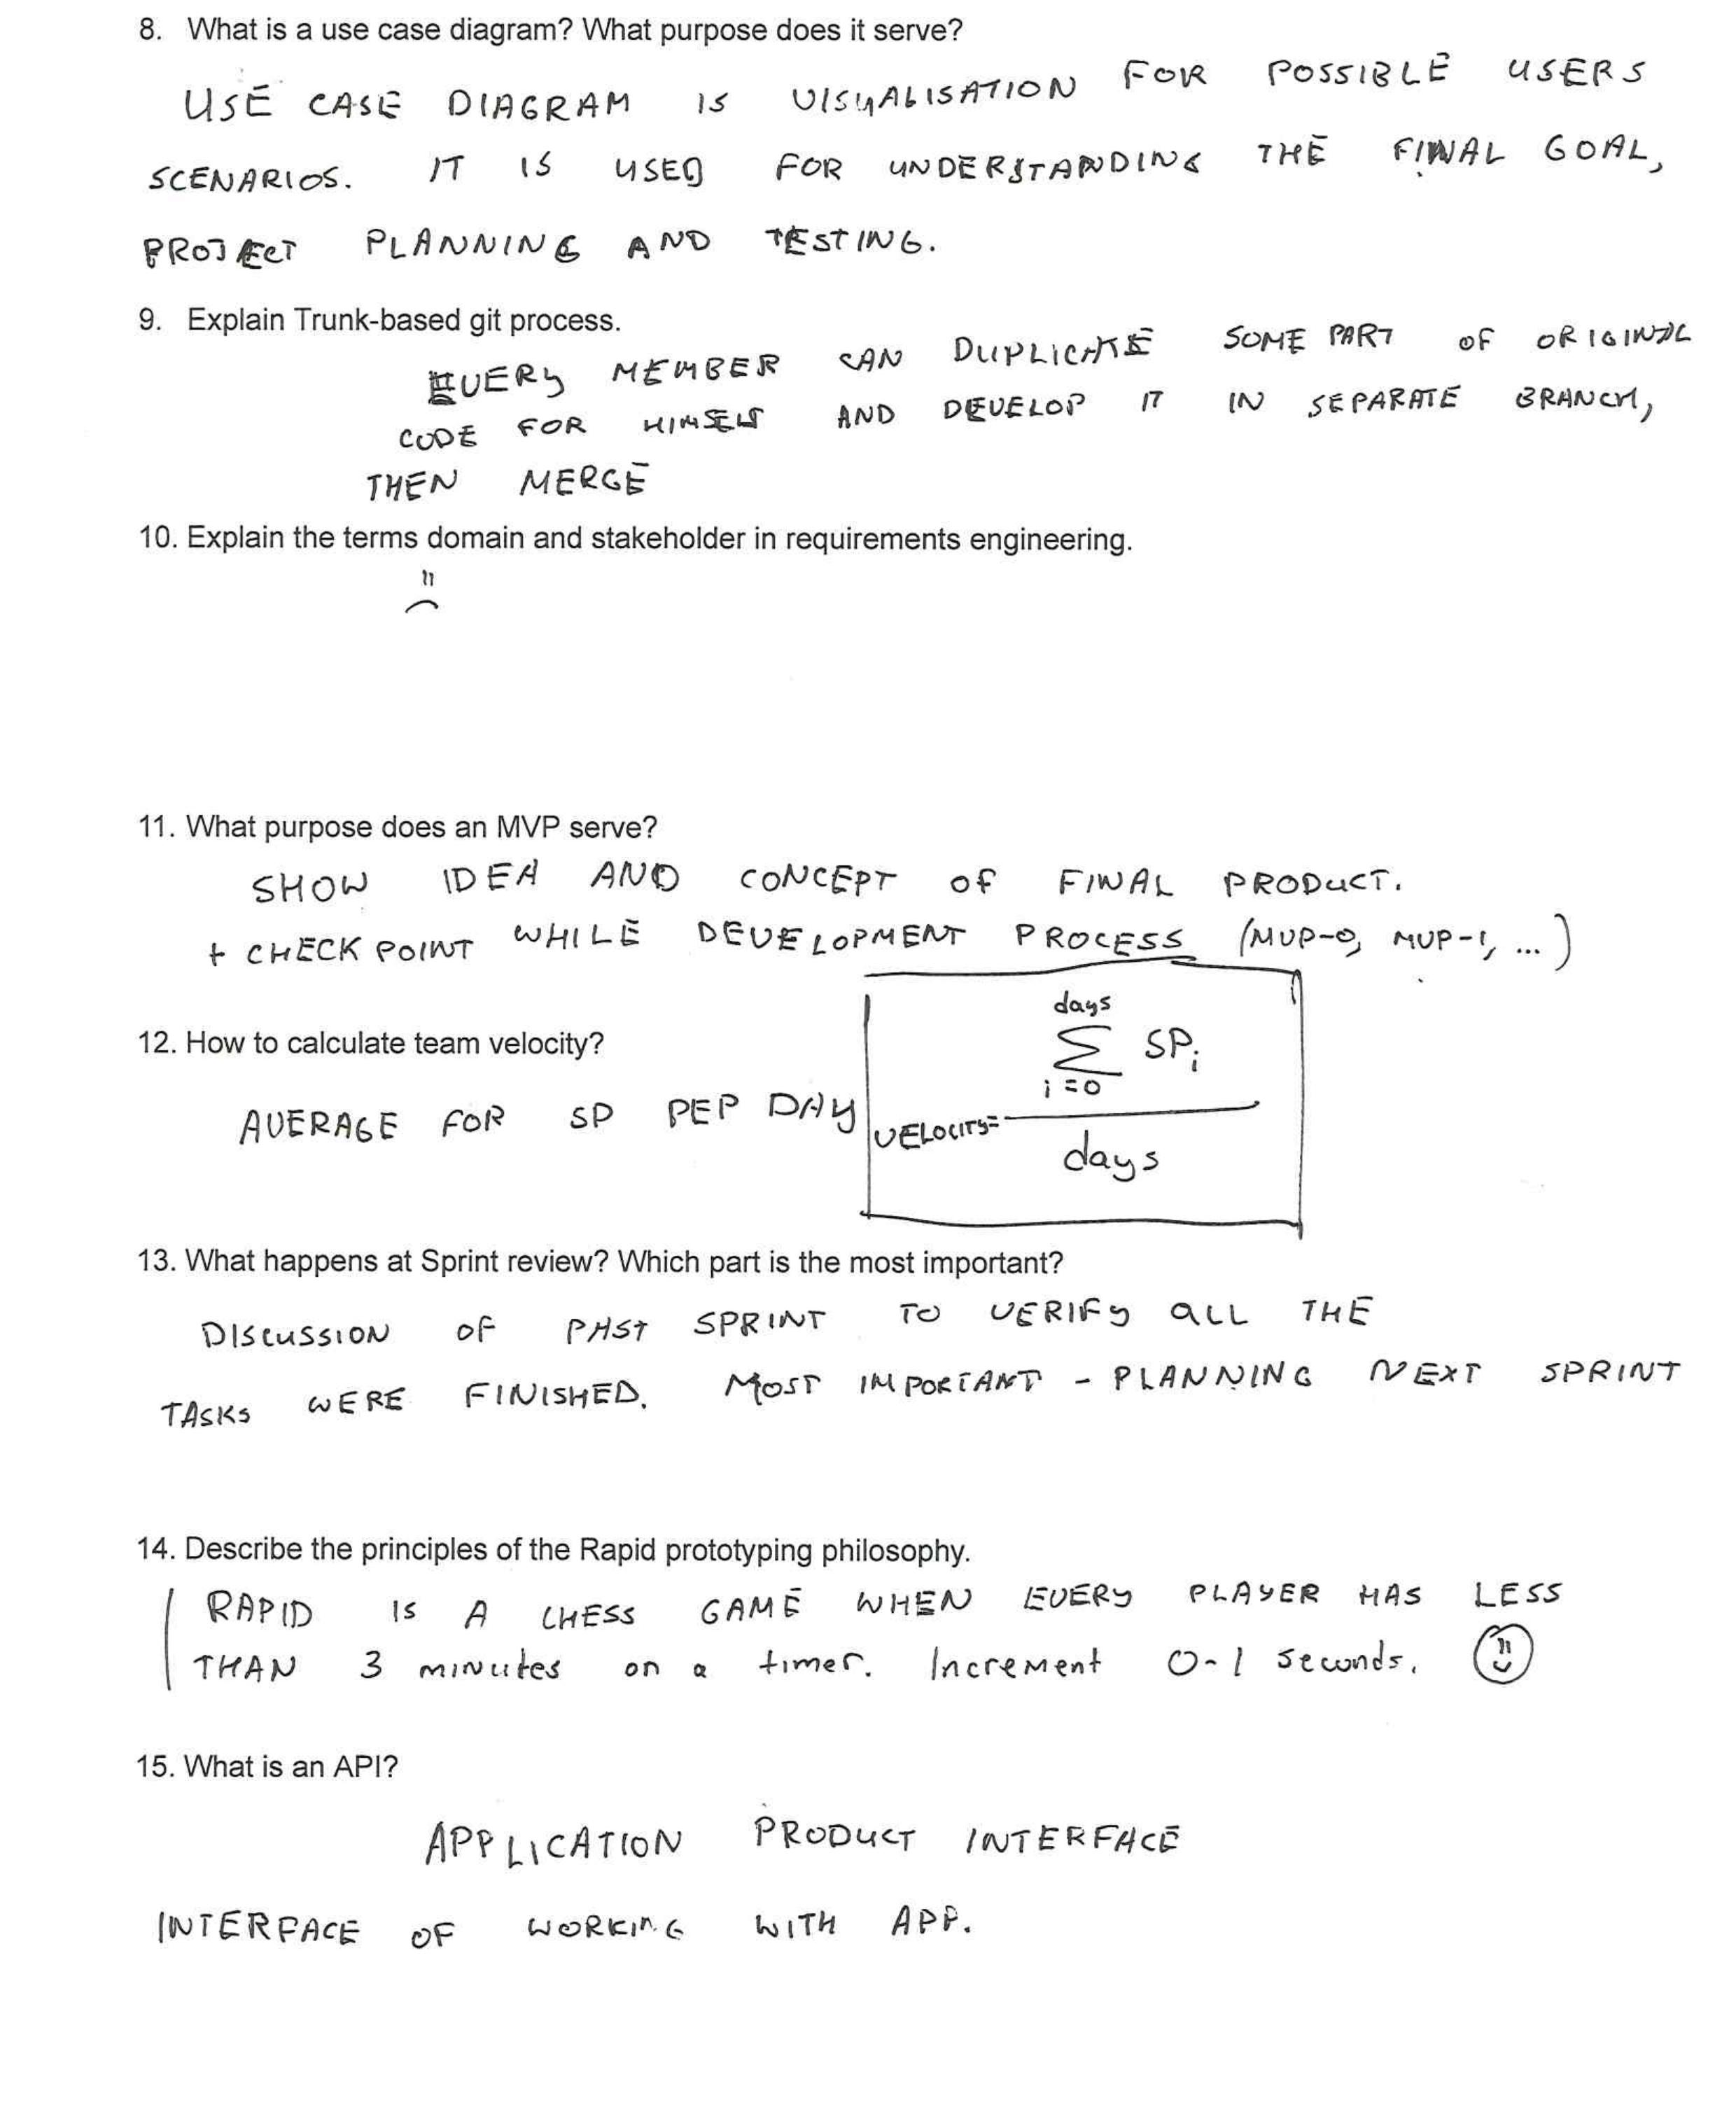 8. What is a use case diagram? What purpose does it serve?
USE CASE DIAGRAM IS VISUALISATION FOR POSSIBLE USERS
SCENARIOS. IT IS USED FOR UNDERSTANDING THE FINAL GOAL,
PROJECT PLANNING AND TESTING.
9. Explain Trunk-based git process.
EVERY MEMBER CAN DUPLICATE SOME PART OF ORIGINAL
CODE FOR HIMSELF AND DEVELOP IT IN SEPARATE BRANCH,
THEN MERGE
10. Explain the terms domain and stakeholder in requirements engineering.
11. What purpose does an MVP serve?
SHOW IDEA AND CONCEPT OF FINAL PRODUCT.
+ CHECK POINT WHILE DEVELOPMENT PROCESS (MVP-0, MVP-1, ...)
12. How to calculate team velocity?
AVERAGE FOR SP PEP DAY
days
∑ SPi
i=0
VELOCITY=
days
13. What happens at Sprint review? Which part is the most important?
DISCUSSION OF PAST SPRINT TO VERIFY ALL THE
TASKS WERE FINISHED. MOST IMPORTANT - PLANNING NEXT SPRINT
14. Describe the principles of the Rapid prototyping philosophy.
RAPID IS A CHESS GAME WHEN EVERY PLAYER HAS LESS
THAN 3 minutes on a timer. Increment 0-1 seconds.
15. What is an API?
APPLICATION PRODUCT INTERFACE
INTERFACE OF WORKING WITH APP.